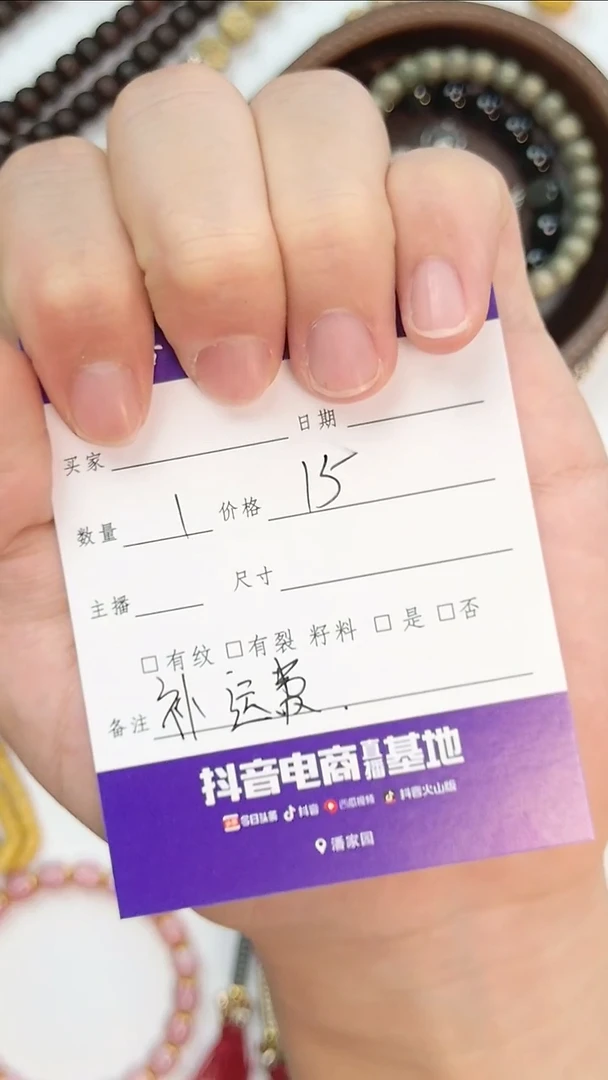 买家 日期
数量 1 价格 15
主播 尺寸
□有纹 □有裂 籽料 □是 □否
备注 补运费.
抖音电商直播基地
今日头条 抖音 西瓜视频 抖音火山版
潘家园